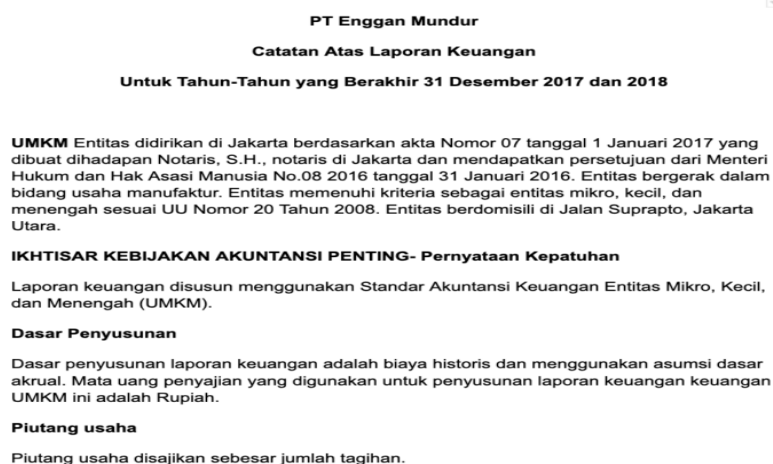 PT Enggan Mundur
Catatan Atas Laporan Keuangan
Untuk Tahun-Tahun yang Berakhir 31 Desember 2017 dan 2018
UMKM Entitas didirikan di Jakarta berdasarkan akta Nomor 07 tanggal 1 Januari 2017 yang
dibuat dihadapan Notaris, S.H., notaris di Jakarta dan mendapatkan persetujuan dari Menteri
Hukum dan Hak Asasi Manusia No.08 2016 tanggal 31 Januari 2016. Entitas bergerak dalam
bidang usaha manufaktur. Entitas memenuhi kriteria sebagai entitas mikro, kecil, dan
menengah sesuai UU Nomor 20 Tahun 2008. Entitas berdomisili di Jalan Suprapto, Jakarta
Utara.
IKHTISAR KEBIJAKAN AKUNTANSI PENTING- Pernyataan Kepatuhan
Laporan keuangan disusun menggunakan Standar Akuntansi Keuangan Entitas Mikro, Kecil,
dan Menengah (UMKM).
Dasar Penyusunan
Dasar penyusunan laporan keuangan adalah biaya historis dan menggunakan asumsi dasar
akrual. Mata uang penyajian yang digunakan untuk penyusunan laporan keuangan keuangan
UMKM ini adalah Rupiah.
Piutang usaha
Piutang usaha disajikan sebesar jumlah tagihan.